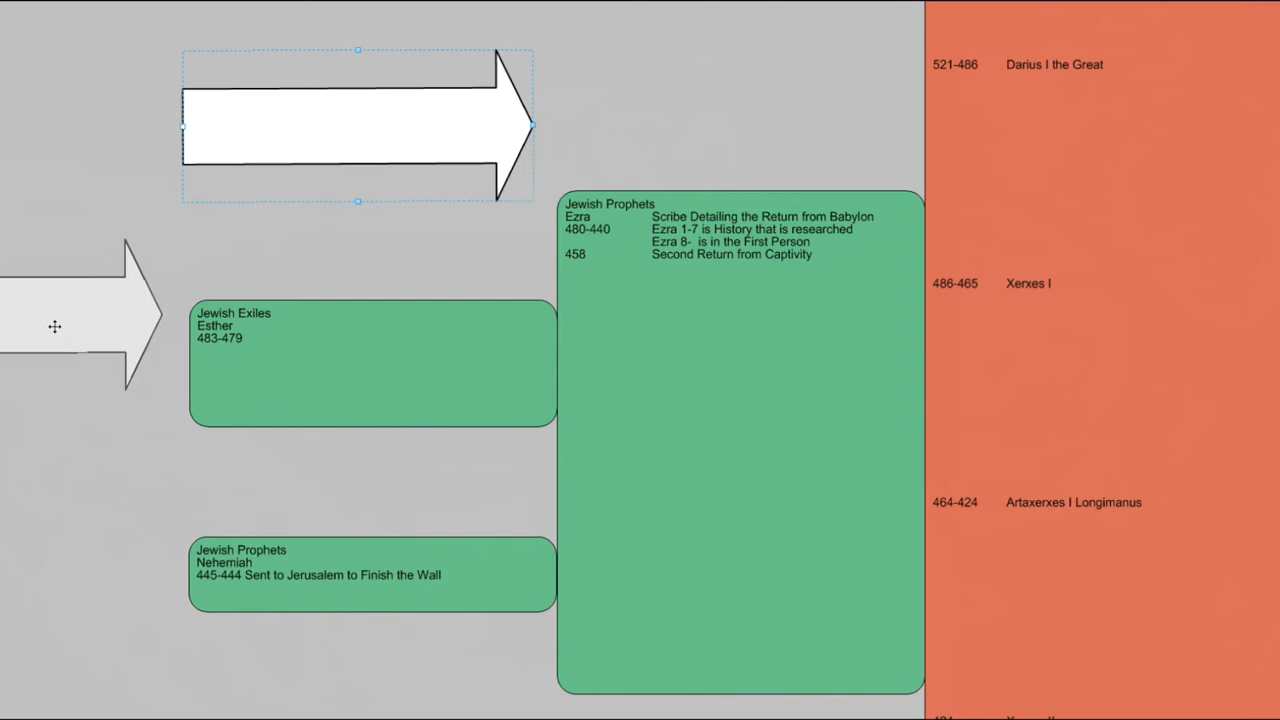 521-486 Darius I the Great
Jewish Prophets
Ezra Scribe Detailing the Return from Babylon
480-440 Ezra 1-7 is History that is researched
Ezra 8- is in the First Person
458 Second Return from Captivity
486-465 Xerxes I
Jewish Exiles
Esther
483-479
464-424 Artaxerxes I Longimanus
Jewish Prophets
Nehemiah
445-444 Sent to Jerusalem to Finish the Wall